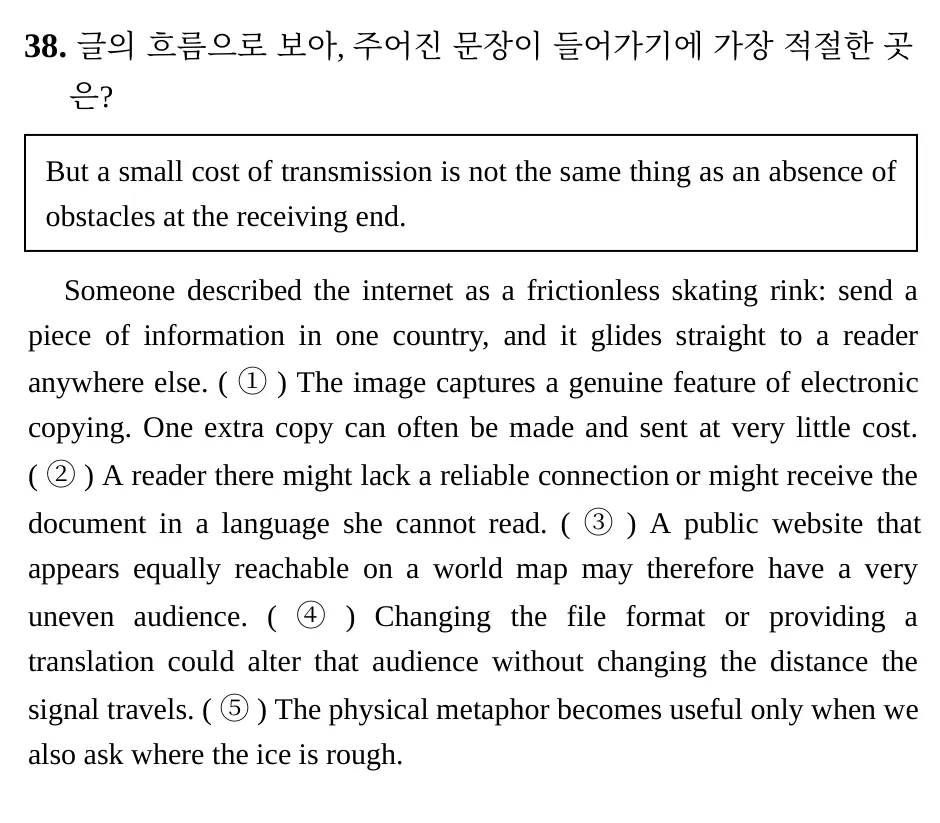 38. 글의 흐름으로 보아, 주어진 문장이 들어가기에 가장 적절한 곳
은?
But a small cost of transmission is not the same thing as an absence of
obstacles at the receiving end.
Someone described the internet as a frictionless skating rink: send a
piece of information in one country, and it glides straight to a reader
anywhere else. ( ① ) The image captures a genuine feature of electronic
copying. One extra copy can often be made and sent at very little cost.
( ② ) A reader there might lack a reliable connection or might receive the
document in a language she cannot read. ( ③ ) A public website that
appears equally reachable on a world map may therefore have a very
uneven audience. ( ④ ) Changing the file format or providing a
translation could alter that audience without changing the distance the
signal travels. ( ⑤ ) The physical metaphor becomes useful only when we
also ask where the ice is rough.